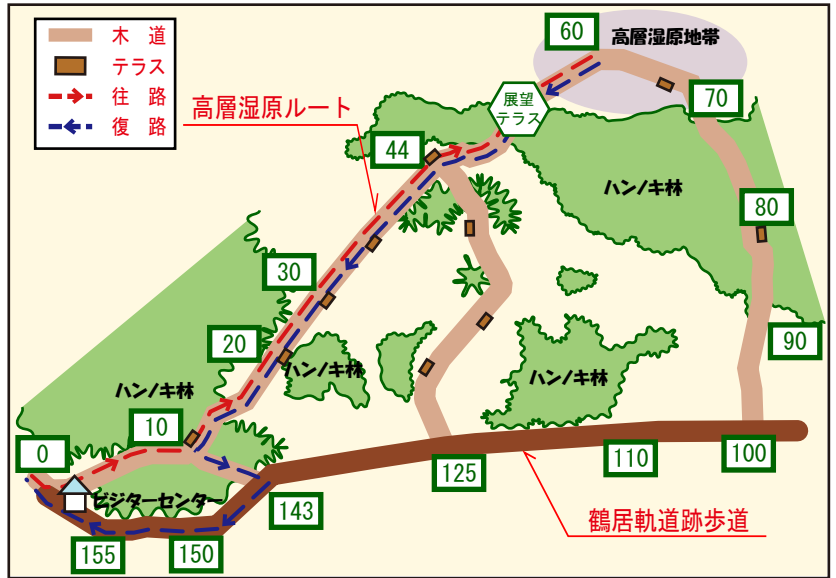 木 道
テラス
往 路
復 路
高層湿原ルート
60
高層湿原地帯
展望
テラス
70
44
ハンノキ林
80
30
20
ハンノキ林
ハンノキ林
ハンノキ林
90
10
0
ビジターセンター
143
125
110
100
155
150
鶴居軌道跡歩道